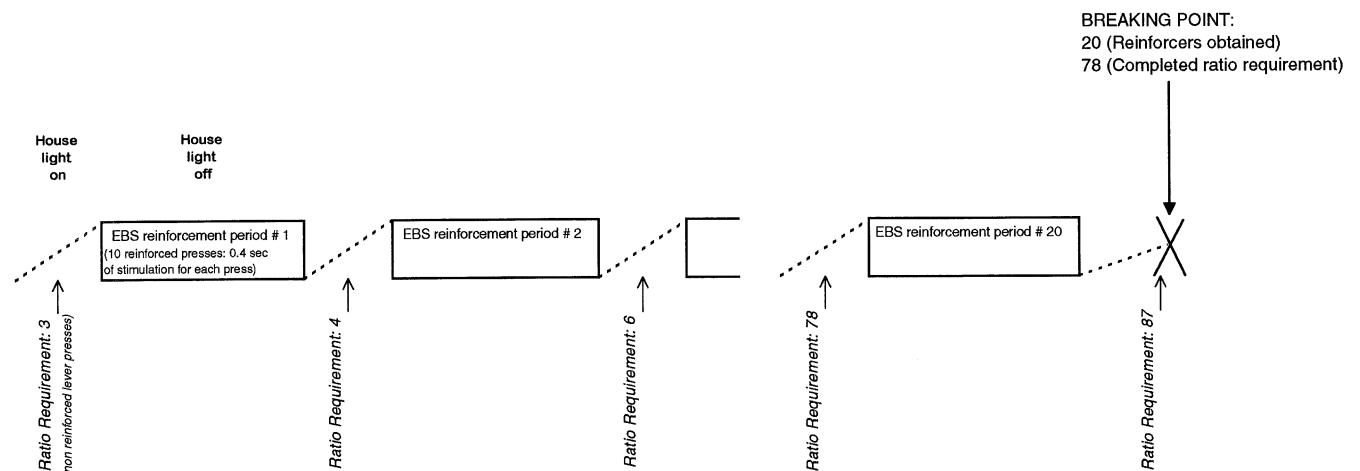 BREAKING POINT:
20 (Reinforcers obtained)
78 (Completed ratio requirement)
House
light
on
House
light
off
EBS reinforcement period # 1
(10 reinforced presses: 0.4 sec
of stimulation for each press)
EBS reinforcement period # 2
EBS reinforcement period # 20
Ratio Requirement: 3
non reinforced lever presses)
Ratio Requirement: 4
Ratio Requirement: 6
Ratio Requirement: 78
Ratio Requirement: 87